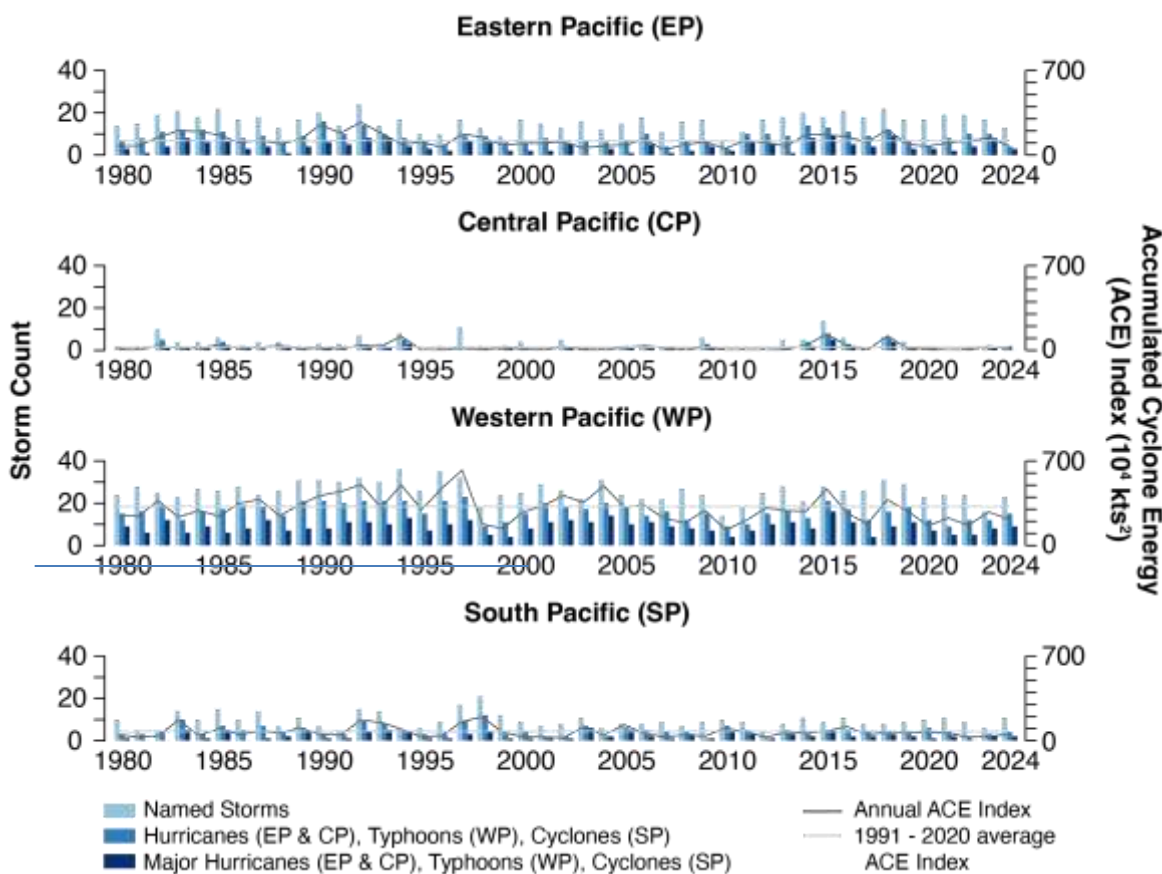 Eastern Pacific (EP)
40
20
0
700
0
1980 1985 1990 1995 2000 2005 2010 2015 2020 2024
Central Pacific (CP)
40
20
0
700
0
1980 1985 1990 1995 2000 2005 2010 2015 2020 2024
Storm Count
Accumulated Cyclone Energy
(ACE) Index (10⁴ kts⁻²)
Western Pacific (WP)
40
20
0
700
0
1980 1985 1990 1995 2000 2005 2010 2015 2020 2024
South Pacific (SP)
40
20
0
700
0
1980 1985 1990 1995 2000 2005 2010 2015 2020 2024
Named Storms
Hurricanes (EP & CP), Typhoons (WP), Cyclones (SP)
Major Hurricanes (EP & CP), Typhoons (WP), Cyclones (SP)
Annual ACE Index
1991 - 2020 average
ACE Index